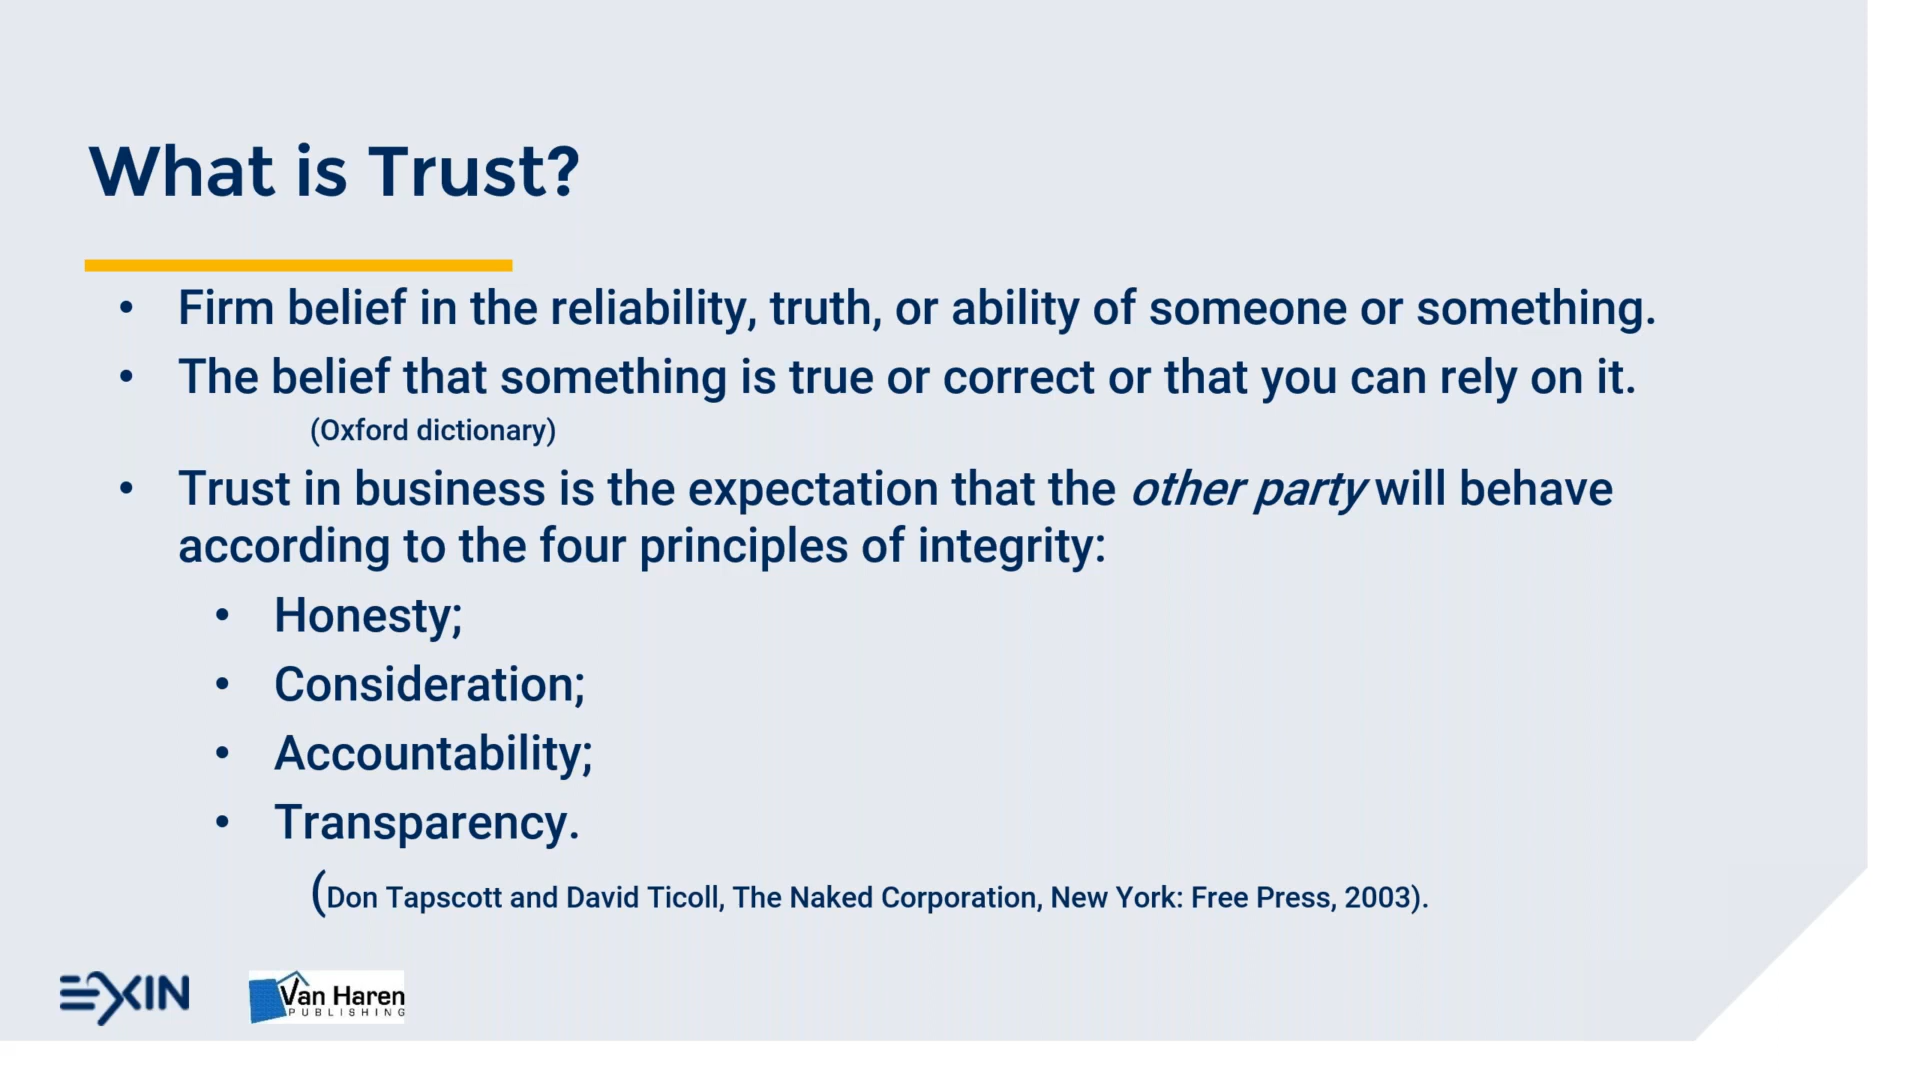 What is Trust?
• Firm belief in the reliability, truth, or ability of someone or something.
• The belief that something is true or correct or that you can rely on it.
(Oxford dictionary)
• Trust in business is the expectation that the other party will behave
according to the four principles of integrity:
• Honesty;
• Consideration;
• Accountability;
• Transparency.
(Don Tapscott and David Ticoll, The Naked Corporation, New York: Free Press, 2003).
EXIN
Van Haren
PUBLISHING